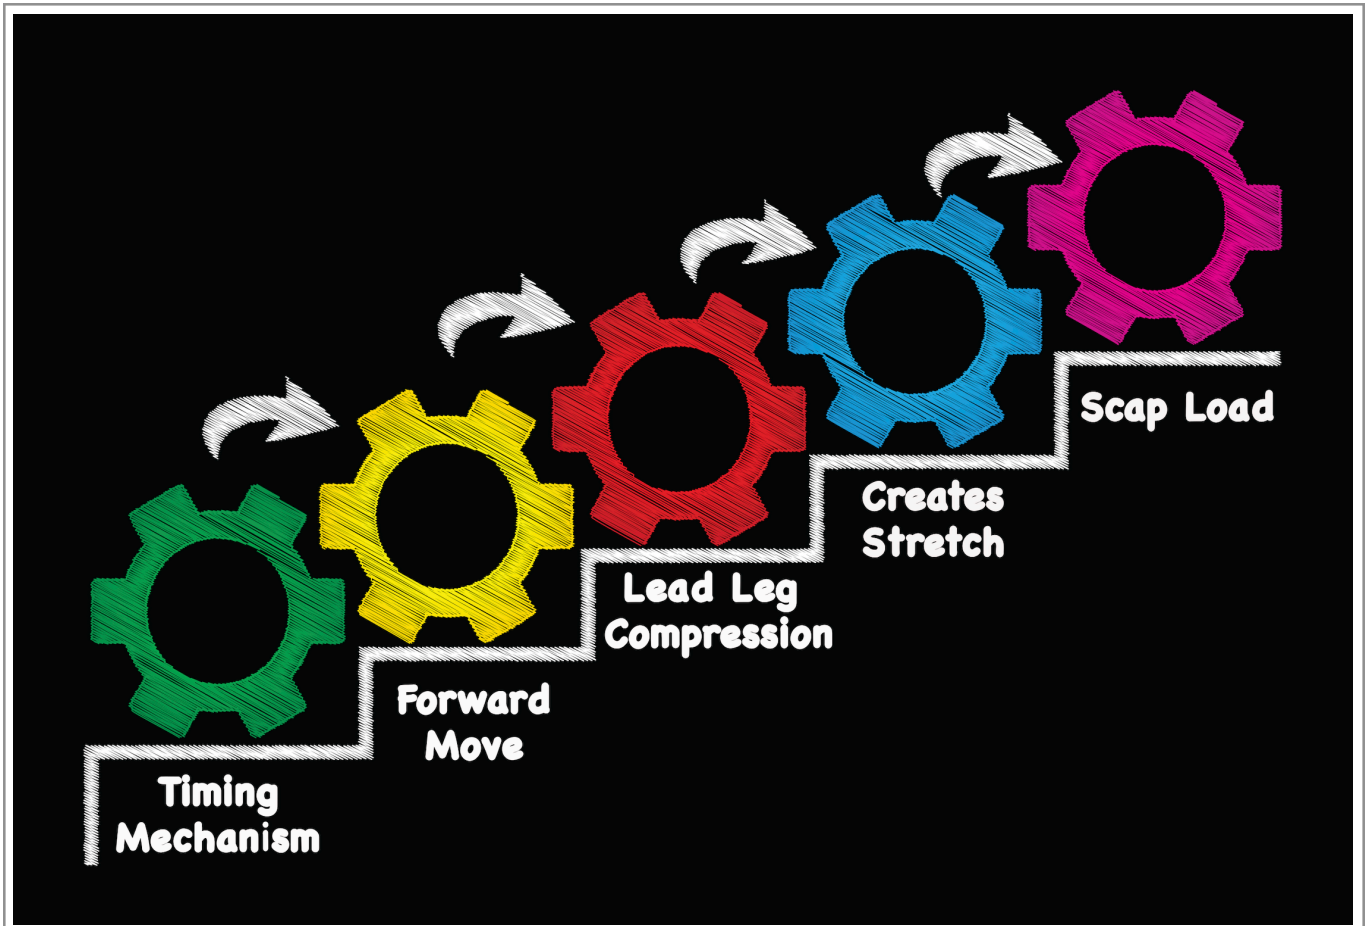 Timing
Mechanism
Forward
Move
Lead Leg
Compression
Creates
Stretch
Scap Load